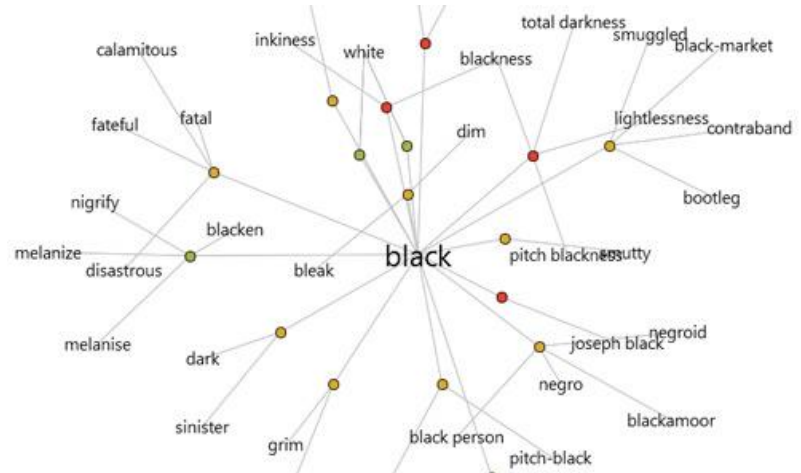 total darkness
smuggled
inkiness
black-market
calamitous
white
blackness
lightlessness
fatal
fateful
contraband
dim
bootleg
nigrify
blacken
melanize
black
pitch blackness
smutty
disastrous
bleak
negroid
joseph black
melanise
dark
negro
blackamoor
sinister
grim
black person
pitch-black